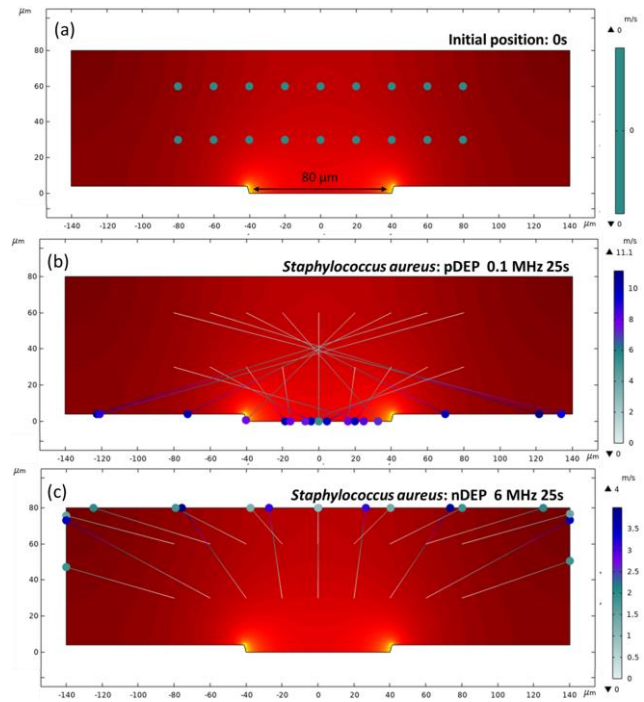 (a)
Initial position: 0s
μm
80
60
40
20
0
80 μm
-120 -100 -80 -60 -40 -20 0 20 40 60 80 100 120 140 μm
-140
m/s
▲ 0
0
▼ 0
(b)
Staphylococcus aureus: pDEP 0.1 MHz 25s
μm
80
60
40
20
0
-140 -120 -100 -80 -60 -40 -20 0 20 40 60 80 100 120 140
μm
m/s
▲ 11.1
10
8
6
4
2
▼ 0
(c)
Staphylococcus aureus: nDEP 6 MHz 25s
μm
80
60
40
20
0
-140 -120 -100 -80 -60 -40 -20 0 20 40 60 80 100 120 140
μm
m/s
▲ 4
3.5
3
2.5
2
1.5
1
0.5
0
▼ 0